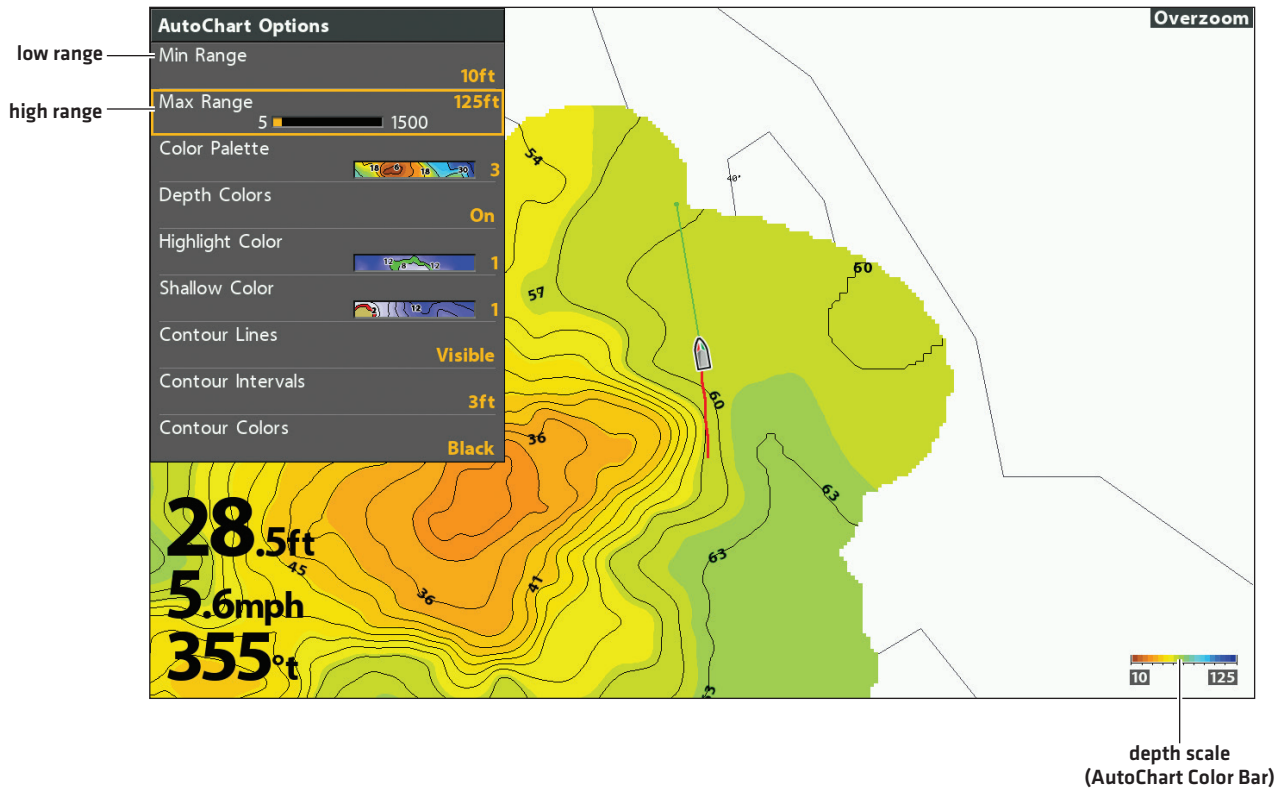 AutoChart Options
Overzoom
low range
Min Range
10ft
high range
Max Range
125ft
5
1500
Color Palette
18
6
18
30
3
Depth Colors
On
Highlight Color
12
8
12
1
Shallow Color
2
12
1
Contour Lines
Visible
Contour Intervals
3ft
Contour Colors
Black
54
40°
60
57
60
36
63
63
45
36
41
63
28.5ft
5.6mph
355°t
10
125
depth scale
(AutoChart Color Bar)